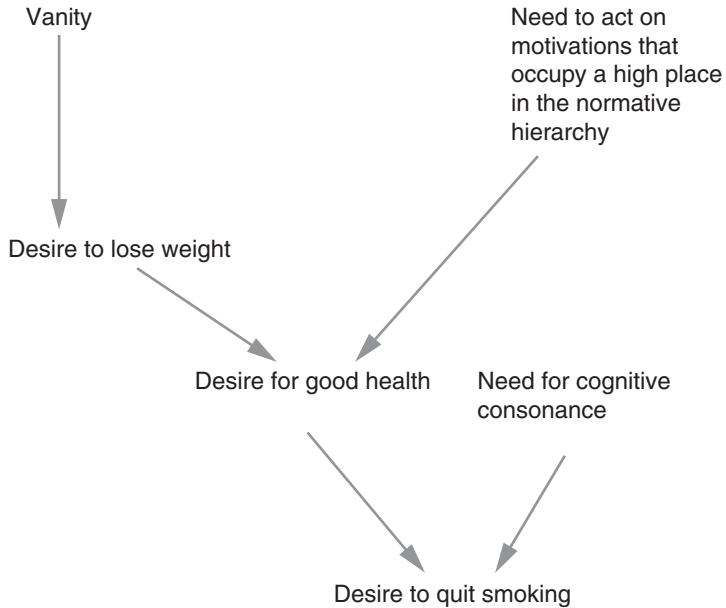 Vanity
Need to act on
motivations that
occupy a high place
in the normative
hierarchy
Desire to lose weight
Desire for good health
Need for cognitive
consonance
Desire to quit smoking